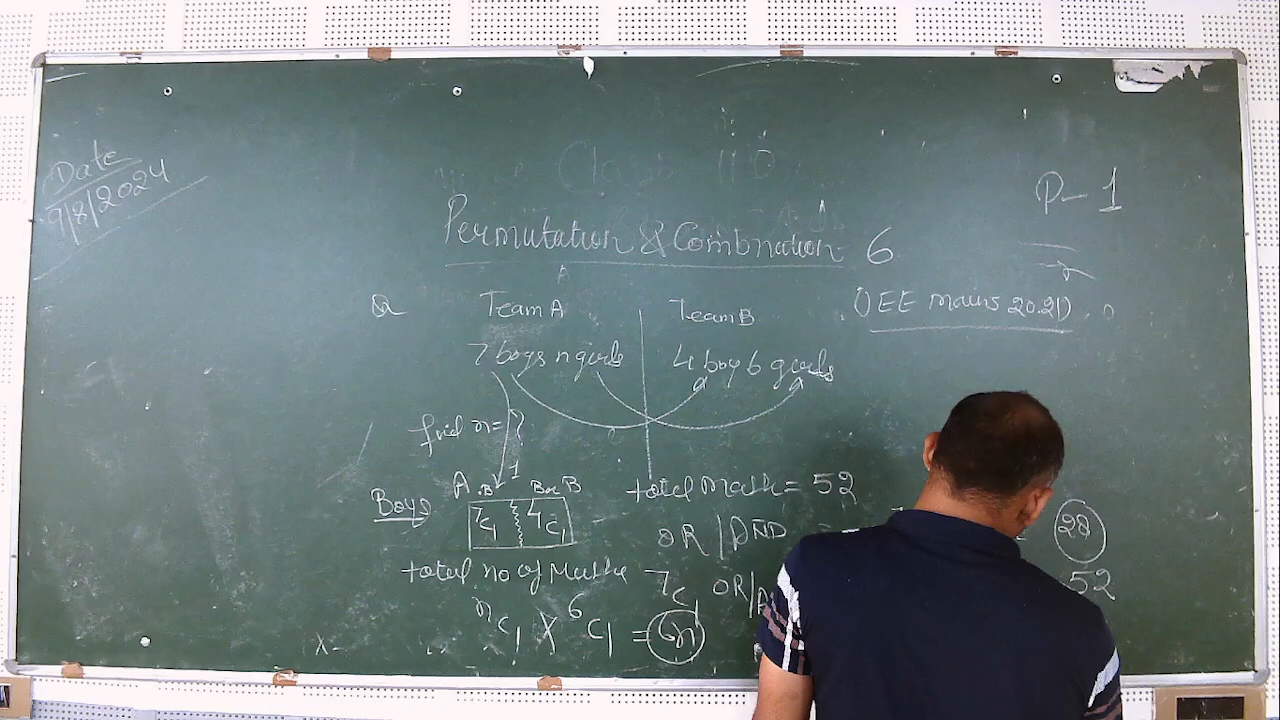 Date
9/8/2024
P-1
Permutation & Combination 6
Q Team A Team B (JEE mains 2021)
7 boys n girls 4 boy 6 girls
find n = ?
Boys A B Box B total Match = 52
7C1 4C1 OR/AND 28
total no of Matche 7C1 OR/ 52
nC1 X 6C1 = 6n